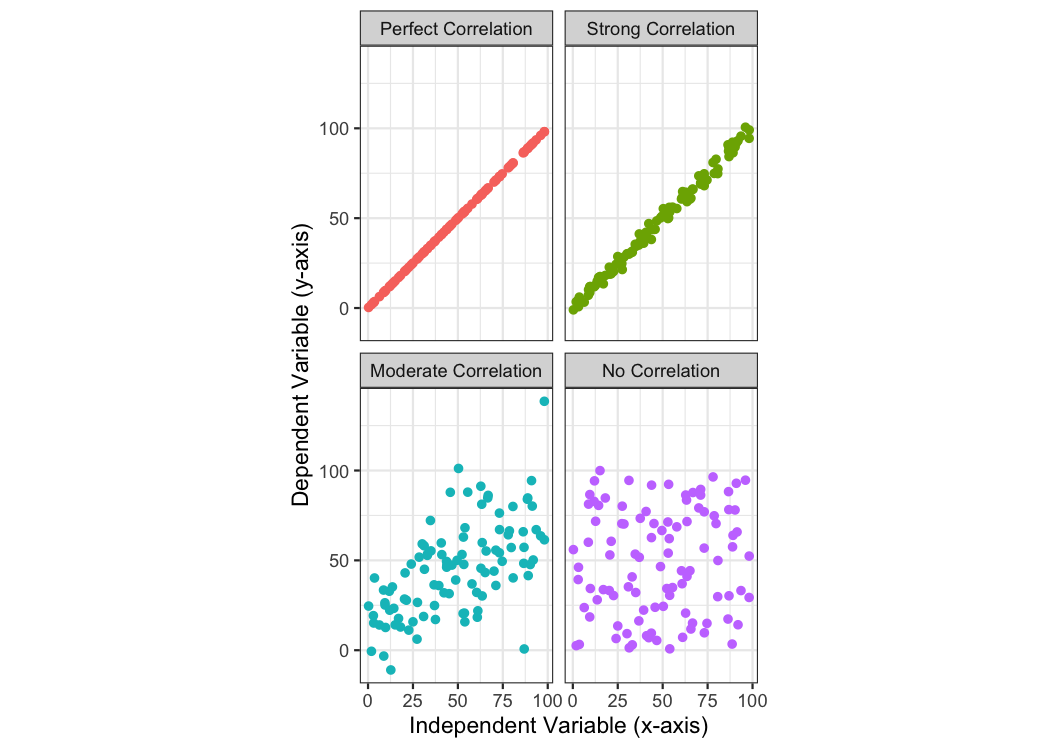 Perfect Correlation
Strong Correlation
100
50
0
Moderate Correlation
No Correlation
100
50
0
0 25 50 75 100
0 25 50 75 100
Dependent Variable (y-axis)
Independent Variable (x-axis)